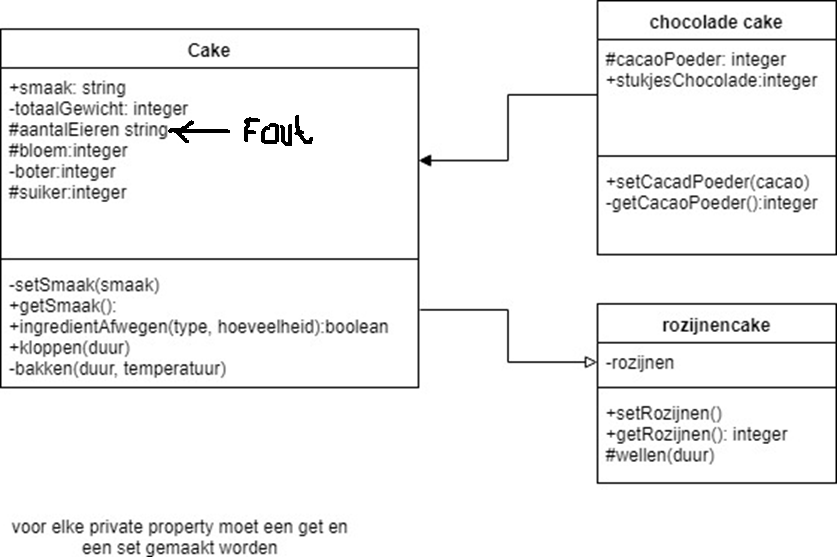 Cake
+smaak: string
-totaalGewicht: integer
#aantalEieren string
Fout
#bloem:integer
-boter:integer
#suiker:integer
-setSmaak(smaak)
+getSmaak():
+ingredientAfwegen(type, hoeveelheid):boolean
+kloppen(duur)
-bakken(duur, temperatuur)
chocolade cake
#cacaoPoeder: integer
+stukjesChocolade:integer
+setCacadPoeder(cacao)
-getCacaoPoeder():integer
rozijnencake
-rozijnen
+setRozijnen()
+getRozijnen(): integer
#wellen(duur)
voor elke private property moet een get en
een set gemaakt worden